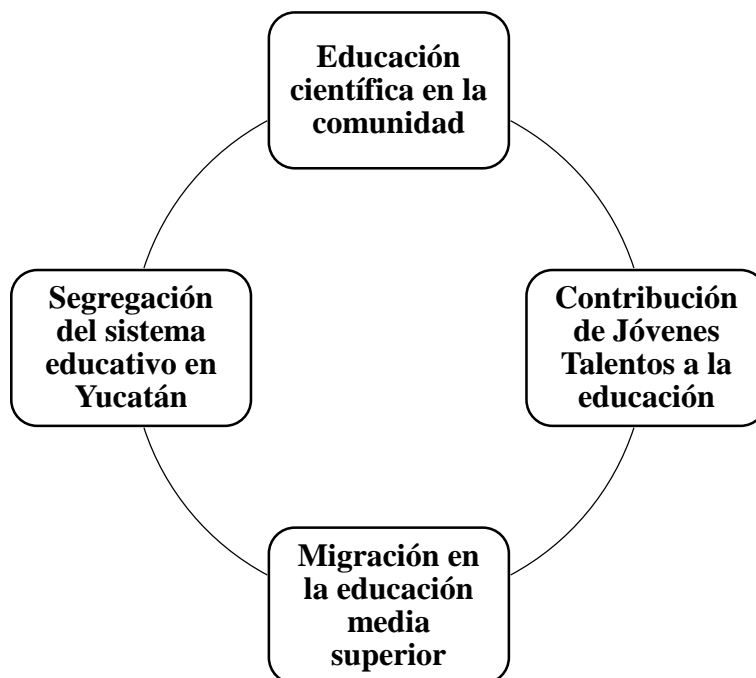 Educación
científica en la
comunidad
Segregación
del sistema
educativo en
Yucatán
Contribución
de Jóvenes
Talentos a la
educación
Migración en
la educación
media
superior